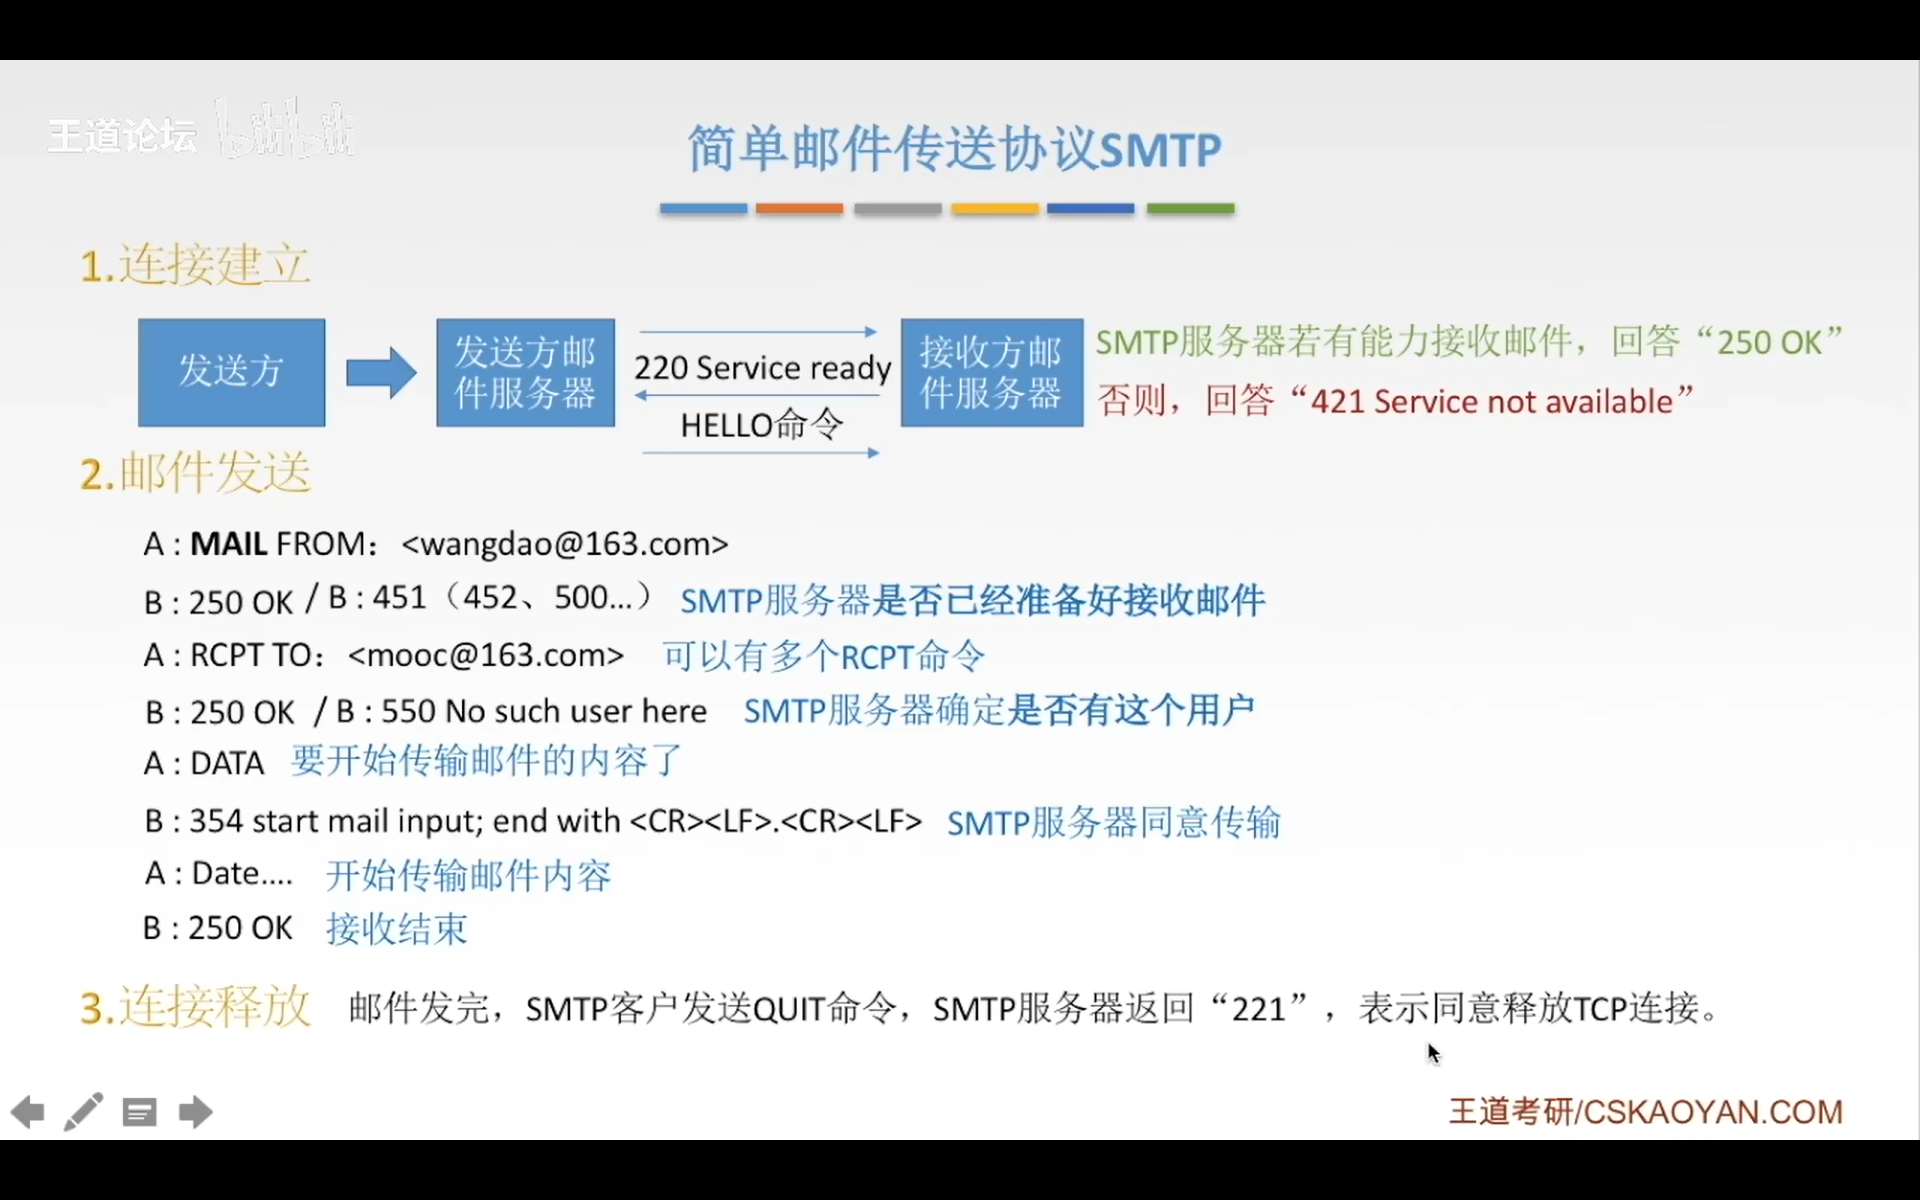 王道论坛 bilibili
简单邮件传送协议SMTP
1.连接建立
发送方
发送方邮
件服务器
220 Service ready
HELLO命令
接收方邮
件服务器
SMTP服务器若有能力接收邮件，回答“250 OK”
否则，回答“421 Service not available”
2.邮件发送
A : MAIL FROM：<wangdao@163.com>
B : 250 OK / B : 451（452、500...） SMTP服务器是否已经准备好接收邮件
A : RCPT TO：<mooc@163.com> 可以有多个RCPT命令
B : 250 OK / B : 550 No such user here SMTP服务器确定是否有这个用户
A : DATA 要开始传输邮件的内容了
B : 354 start mail input; end with <CR><LF>.<CR><LF> SMTP服务器同意传输
A : Date.... 开始传输邮件内容
B : 250 OK 接收结束
3.连接释放 邮件发完，SMTP客户发送QUIT命令，SMTP服务器返回“221”，表示同意释放TCP连接。
王道考研/CSKAOYAN.COM